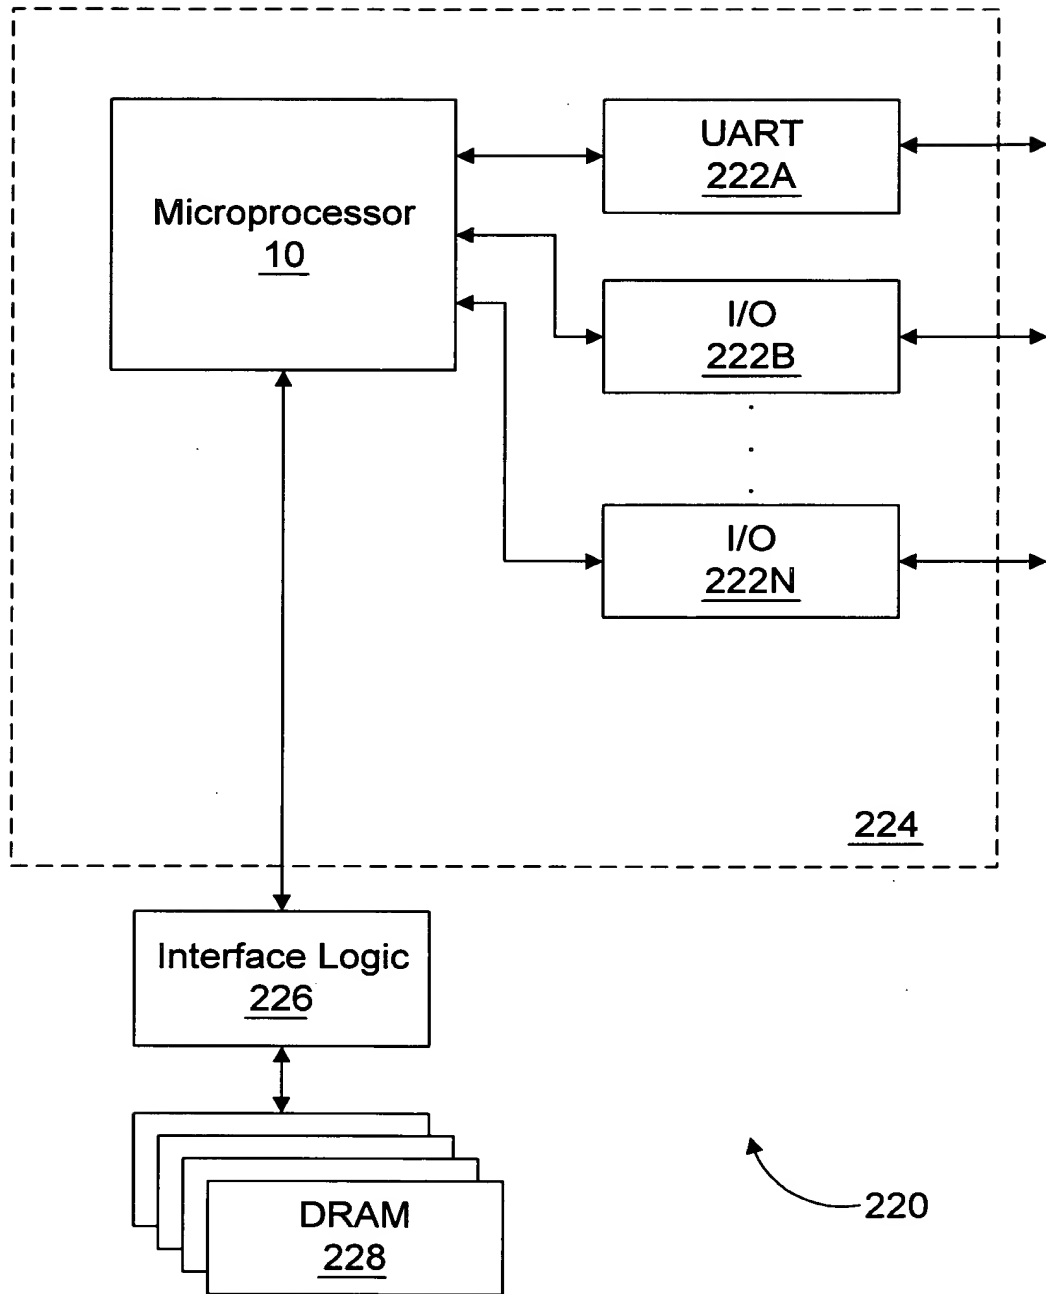 Microprocessor
10
UART
222A
I/O
222B
I/O
222N
224
Interface Logic
226
DRAM
228
220